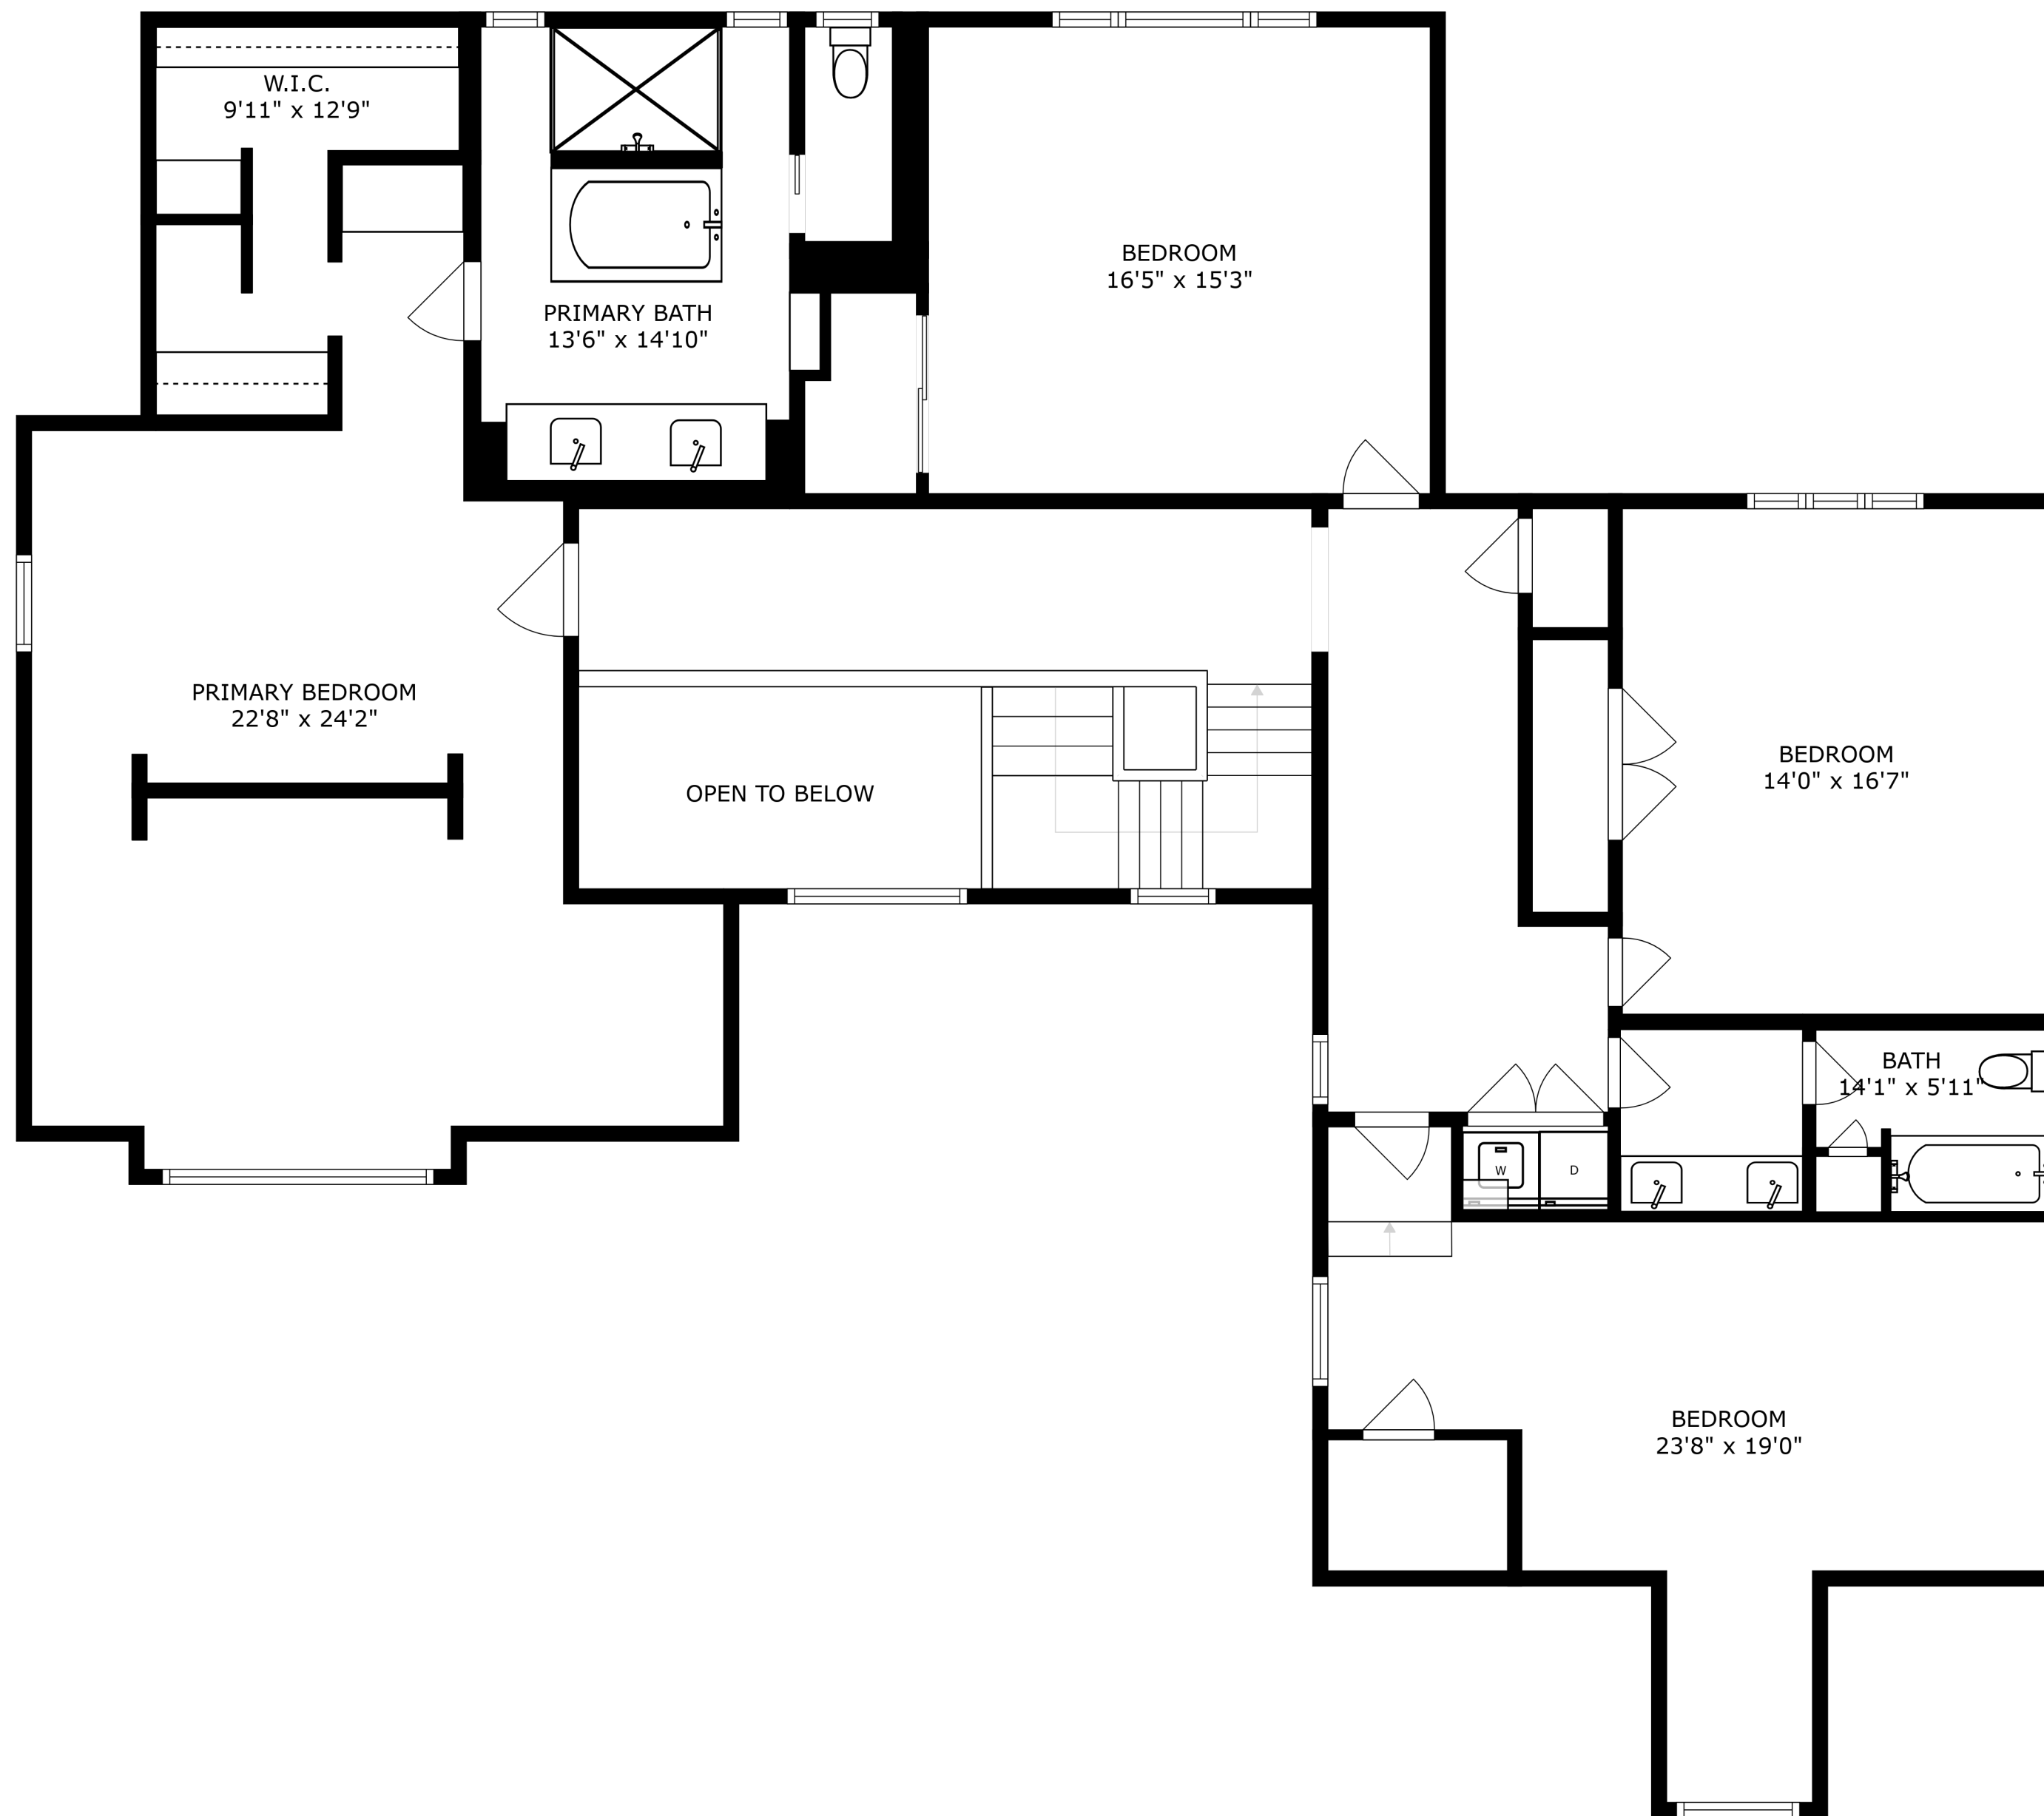 W.I.C.
9'11" x 12'9"
BEDROOM
16'5" x 15'3"
PRIMARY BATH
13'6" x 14'10"
PRIMARY BEDROOM
22'8" x 24'2"
BEDROOM
14'0" x 16'7"
OPEN TO BELOW
BATH
14'1" x 5'11"
W
D
BEDROOM
23'8" x 19'0"